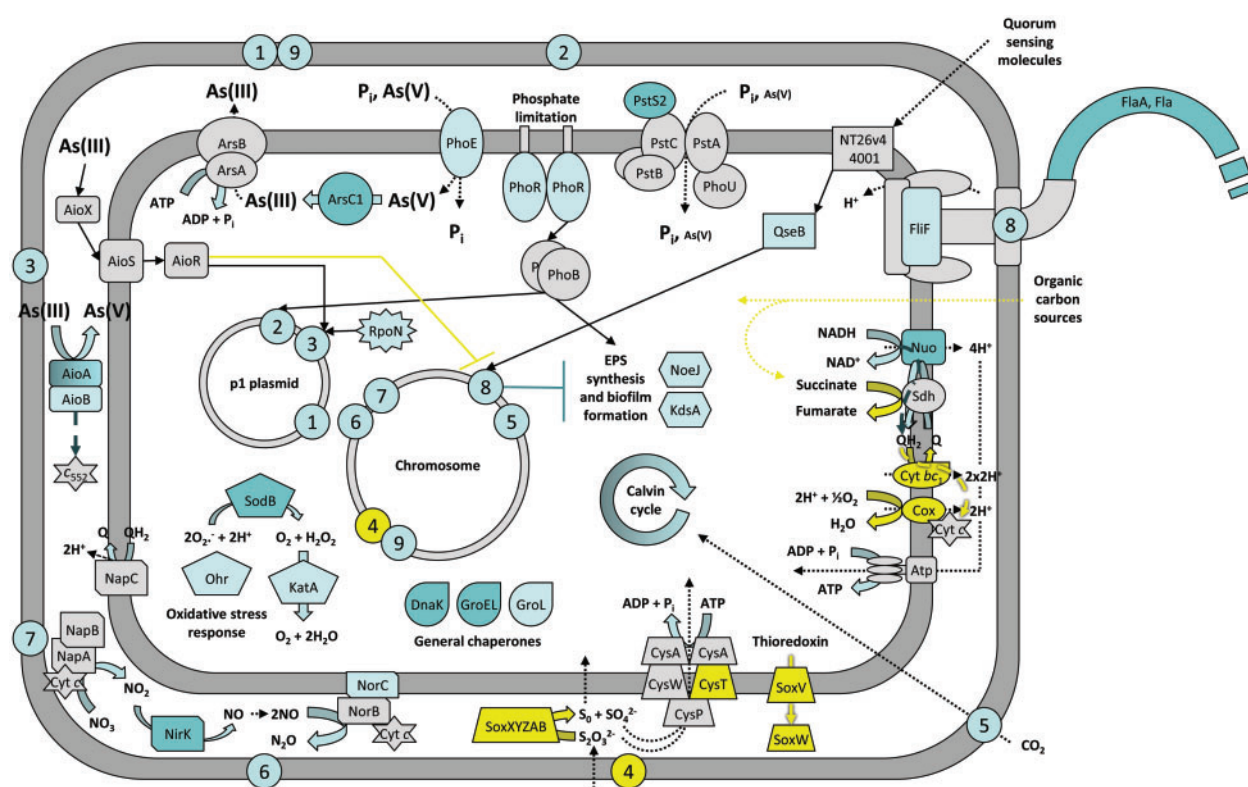 1
9
2
Quorum
sensing
molecules
FlaA, Fla
As(III)
Pᵢ, As(V)
Phosphate
limitation
PstS2
Pᵢ, As(V)
As(III)
ArsB
ArsA
PhoE
PstC
PstA
NT26v4
4001
AioX
ATP
ADP + Pᵢ
As(III)
ArsC1
As(V)
PhoR
PhoR
PstB
PhoU
H⁺
Pᵢ
Pᵢ, As(V)
QseB
FliF
8
3
AioS
AioR
PhoB
Organic
carbon
sources
As(III)
As(V)
2
3
RpoN
NADH
NAD⁺
Nuo
4H⁺
AioA
AioB
p1 plasmid
EPS
synthesis
and biofilm
formation
NoeJ
KdsA
Succinate
Fumarate
Sdh
7
8
6
5
1
c₅₅₂
QH₂
Q
Chromosome
Calvin
cycle
Cyt bc₁
2x2H⁺
SodB
2H⁺ + ½O₂
H₂O
Cox
2H⁺
Cyt c
4
9
2O₂.⁻ + 2H⁺
O₂ + H₂O₂
Q
QH₂
2H⁺
NapC
Ohr
KatA
ADP + Pᵢ
ATP
Atp
DnaK
GroEL
GroL
Oxidative stress
response
O₂ + 2H₂O
General chaperones
ADP + Pᵢ
ATP
Thioredoxin
7
NapB
NapA
Cyt c
NO₂
NO₃
NirK
NO
2NO
N₂O
NorC
NorB
Cyt c
CysA
CysA
CysW
CysT
CysP
SoxV
SoxW
SoxXYZAB
S₀ + SO₄²⁻
S₂O₃²⁻
5
CO₂
6
4